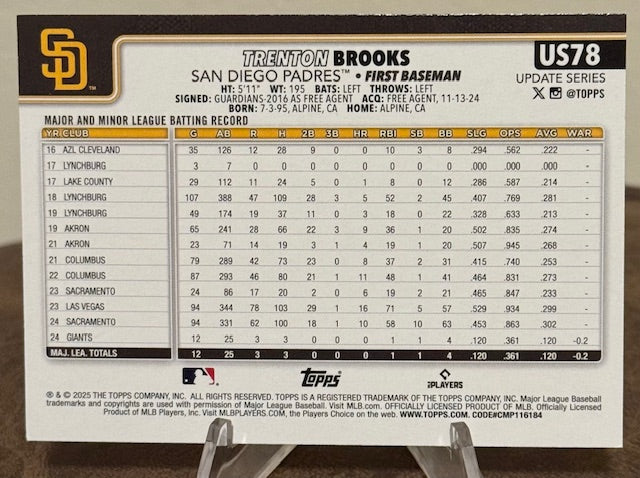 SD™
TRENTON BROOKS
SAN DIEGO PADRES™ • FIRST BASEMAN
HT: 5'11" WT: 195 BATS: LEFT THROWS: LEFT
SIGNED: GUARDIANS-2016 AS FREE AGENT ACQ: FREE AGENT, 11-13-24
BORN: 7-3-95, ALPINE, CA HOME: ALPINE, CA
US78
UPDATE SERIES
X @TOPPS
MAJOR AND MINOR LEAGUE BATTING RECORD
YR CLUB G AB R H 2B 3B HR RBI SB BB SLG OPS AVG WAR
16 AZL CLEVELAND 35 126 12 28 9 0 0 10 3 8 .294 .562 .222 -
17 LYNCHBURG 3 7 0 0 0 0 0 0 0 0 .000 .000 .000 -
17 LAKE COUNTY 29 112 11 24 5 0 1 8 0 12 .286 .587 .214 -
18 LYNCHBURG 107 388 47 109 28 3 5 52 2 45 .407 .769 .281 -
19 LYNCHBURG 49 174 19 37 11 0 3 18 0 22 .328 .633 .213 -
19 AKRON 65 241 28 66 22 3 9 36 1 20 .502 .835 .274 -
21 AKRON 23 71 14 19 3 1 4 19 1 20 .507 .945 .268 -
21 COLUMBUS 79 289 42 73 23 0 8 37 2 31 .415 .740 .253 -
22 COLUMBUS 87 293 46 80 21 1 11 48 1 41 .464 .831 .273 -
23 SACRAMENTO 24 86 17 20 2 0 6 19 2 21 .465 .847 .233 -
23 LAS VEGAS 94 344 78 103 29 1 16 71 5 57 .529 .934 .299 -
24 SACRAMENTO 94 331 62 100 18 1 10 58 10 63 .453 .863 .302 -
24 GIANTS 12 25 3 3 0 0 0 1 1 4 .120 .361 .120 -0.2
MAJ. LEA. TOTALS 12 25 3 3 0 0 0 1 1 4 .120 .361 .120 -0.2
Topps
PLAYERS
® & © 2025 THE TOPPS COMPANY, INC. ALL RIGHTS RESERVED. TOPPS IS A REGISTERED TRADEMARK OF THE TOPPS COMPANY, INC. Major League Baseball
trademarks and copyrights are used with permission of Major League Baseball. Visit MLB.com. OFFICIALLY LICENSED PRODUCT OF MLB. Officially Licensed
Product of MLB Players, Inc. Visit MLBPLAYERS.COM, the Players Choice on the web. WWW.TOPPS.COM. CODE#CMP116184